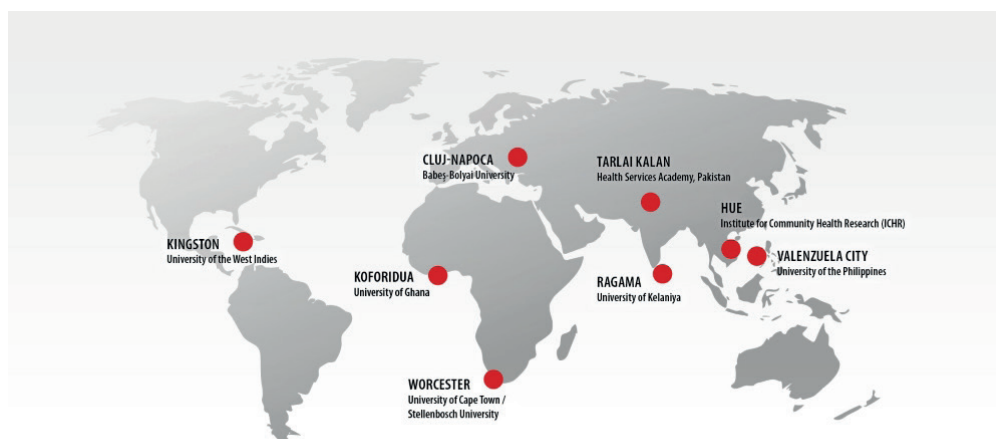 CLUJ-NAPOCA
Babeş-Bolyai University
TARLAI KALAN
Health Services Academy, Pakistan
HUE
Institute for Community Health Research (ICHR)
KINGSTON
University of the West Indies
VALENZUELA CITY
University of the Philippines
KOFORIDUA
University of Ghana
RAGAMA
University of Kelaniya
WORCESTER
University of Cape Town /
Stellenbosch University